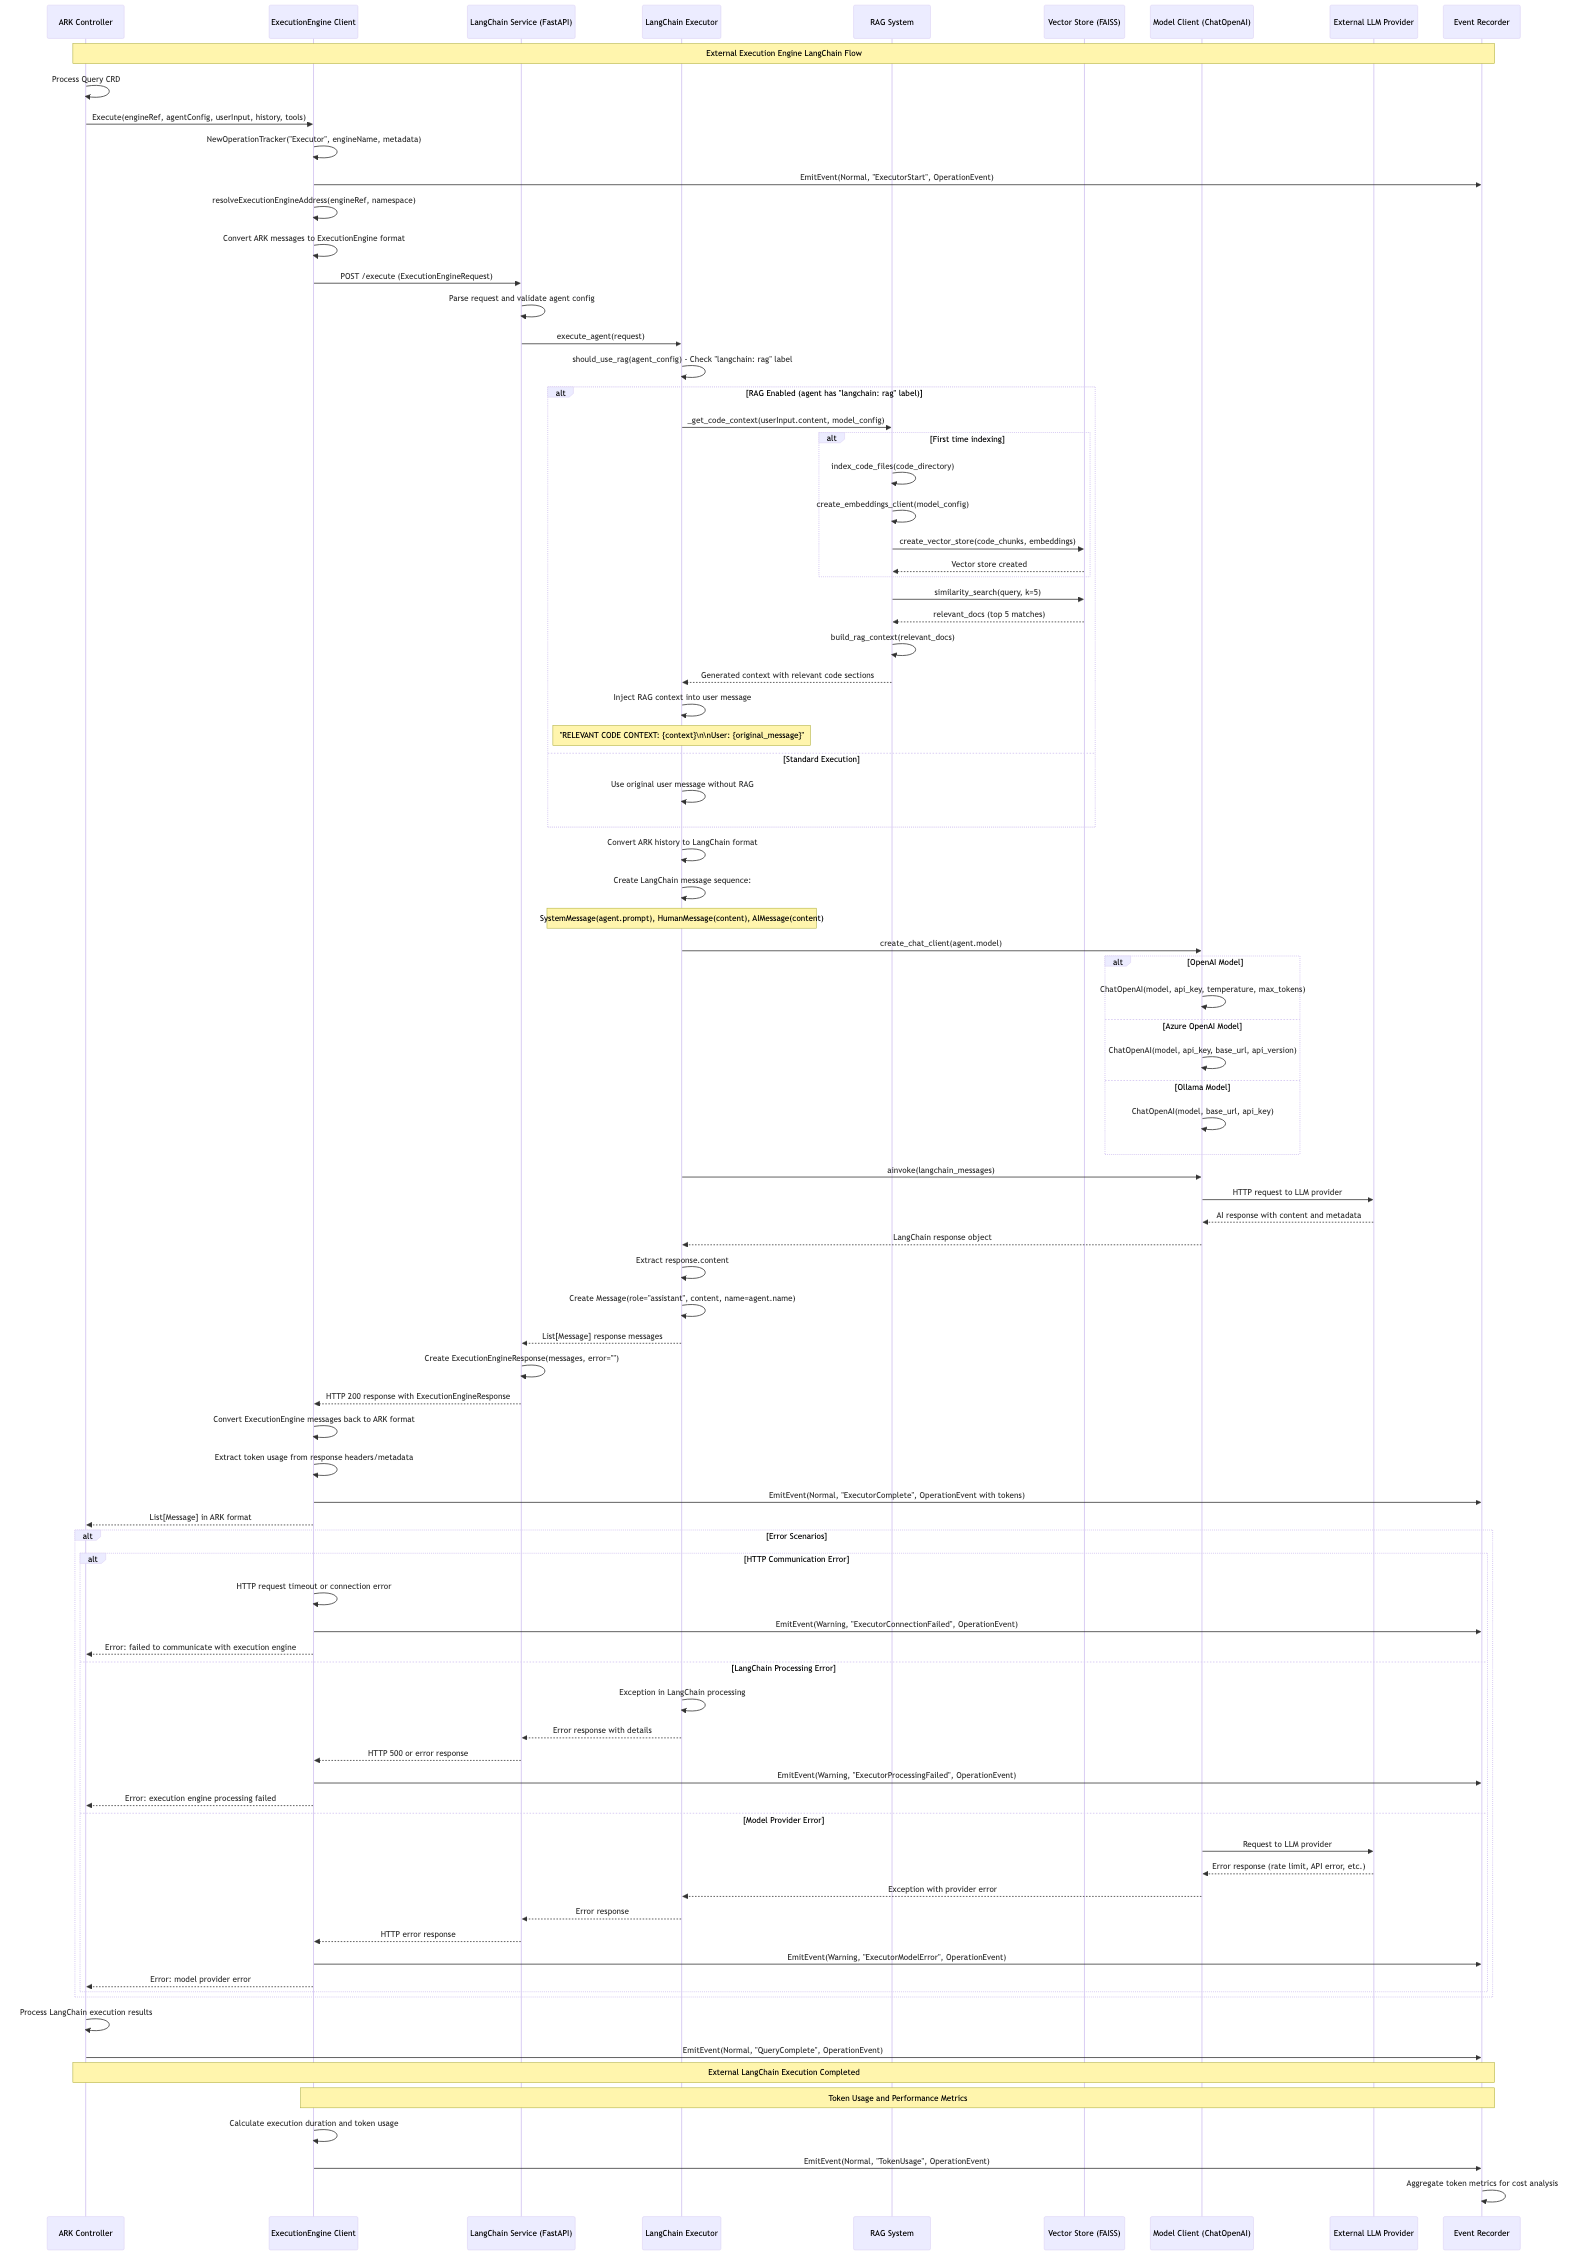 ARK Controller
ExecutionEngine Client
LangChain Service (FastAPI)
LangChain Executor
RAG System
Vector Store (FAISS)
Model Client (ChatOpenAI)
External LLM Provider
Event Recorder
External Execution Engine LangChain Flow
Process Query CRD
Execute(engineRef, agentConfig, userInput, history, tools)
NewOperationTracker("Executor", engineName, metadata)
EmitEvent(Normal, "ExecutorStart", OperationEvent)
resolveExecutionEngineAddress(engineRef, namespace)
Convert ARK messages to ExecutionEngine format
POST /execute (ExecutionEngineRequest)
Parse request and validate agent config
execute_agent(request)
should_use_rag(agent_config) - Check "langchain: rag" label
alt
[RAG Enabled (agent has "langchain: rag" label)]
_get_code_context(userInput.content, model_config)
alt
[First time indexing]
index_code_files(code_directory)
create_embeddings_client(model_config)
create_vector_store(code_chunks, embeddings)
Vector store created
similarity_search(query, k=5)
relevant_docs (top 5 matches)
build_rag_context(relevant_docs)
Generated context with relevant code sections
Inject RAG context into user message
"RELEVANT CODE CONTEXT: {context}\n\nUser: {original_message}"
[Standard Execution]
Use original user message without RAG
Convert ARK history to LangChain format
Create LangChain message sequence:
SystemMessage(agent.prompt), HumanMessage(content), AIMessage(content)
create_chat_client(agent.model)
alt
[OpenAI Model]
ChatOpenAI(model, api_key, temperature, max_tokens)
[Azure OpenAI Model]
ChatOpenAI(model, api_key, base_url, api_version)
[Ollama Model]
ChatOpenAI(model, base_url, api_key)
ainvoke(langchain_messages)
HTTP request to LLM provider
AI response with content and metadata
LangChain response object
Extract response.content
Create Message(role="assistant", content, name=agent.name)
List[Message] response messages
Create ExecutionEngineResponse(messages, error="")
HTTP 200 response with ExecutionEngineResponse
Convert ExecutionEngine messages back to ARK format
Extract token usage from response headers/metadata
EmitEvent(Normal, "ExecutorComplete", OperationEvent with tokens)
List[Message] in ARK format
alt
[Error Scenarios]
alt
[HTTP Communication Error]
HTTP request timeout or connection error
EmitEvent(Warning, "ExecutorConnectionFailed", OperationEvent)
Error: failed to communicate with execution engine
[LangChain Processing Error]
Exception in LangChain processing
Error response with details
HTTP 500 or error response
EmitEvent(Warning, "ExecutorProcessingFailed", OperationEvent)
Error: execution engine processing failed
[Model Provider Error]
Request to LLM provider
Error response (rate limit, API error, etc.)
Exception with provider error
Error response
HTTP error response
EmitEvent(Warning, "ExecutorModelError", OperationEvent)
Error: model provider error
Process LangChain execution results
EmitEvent(Normal, "QueryComplete", OperationEvent)
External LangChain Execution Completed
Token Usage and Performance Metrics
Calculate execution duration and token usage
EmitEvent(Normal, "TokenUsage", OperationEvent)
Aggregate token metrics for cost analysis
ARK Controller
ExecutionEngine Client
LangChain Service (FastAPI)
LangChain Executor
RAG System
Vector Store (FAISS)
Model Client (ChatOpenAI)
External LLM Provider
Event Recorder